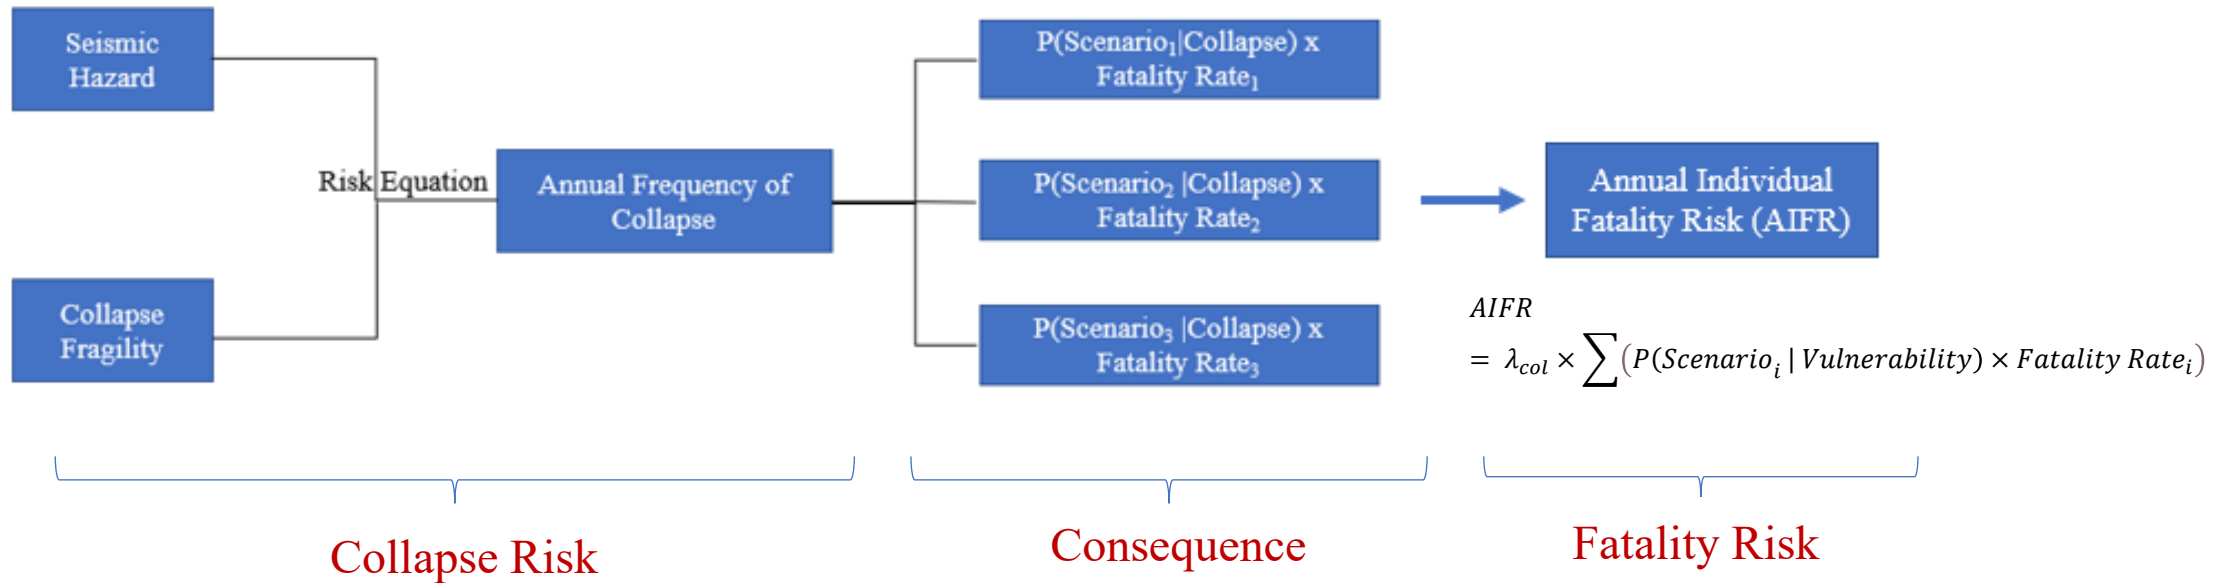 Seismic
Hazard
Collapse
Fragility
Risk Equation
Annual Frequency of
Collapse
P(Scenario₁|Collapse) x
Fatality Rate₁
P(Scenario₂ |Collapse) x
Fatality Rate₂
P(Scenario₃ |Collapse) x
Fatality Rate₃
Annual Individual
Fatality Risk (AIFR)
AIFR
= λcol × ∑(P(Scenarioᵢ | Vulnerability) × Fatality Rateᵢ)
Collapse Risk
Consequence
Fatality Risk